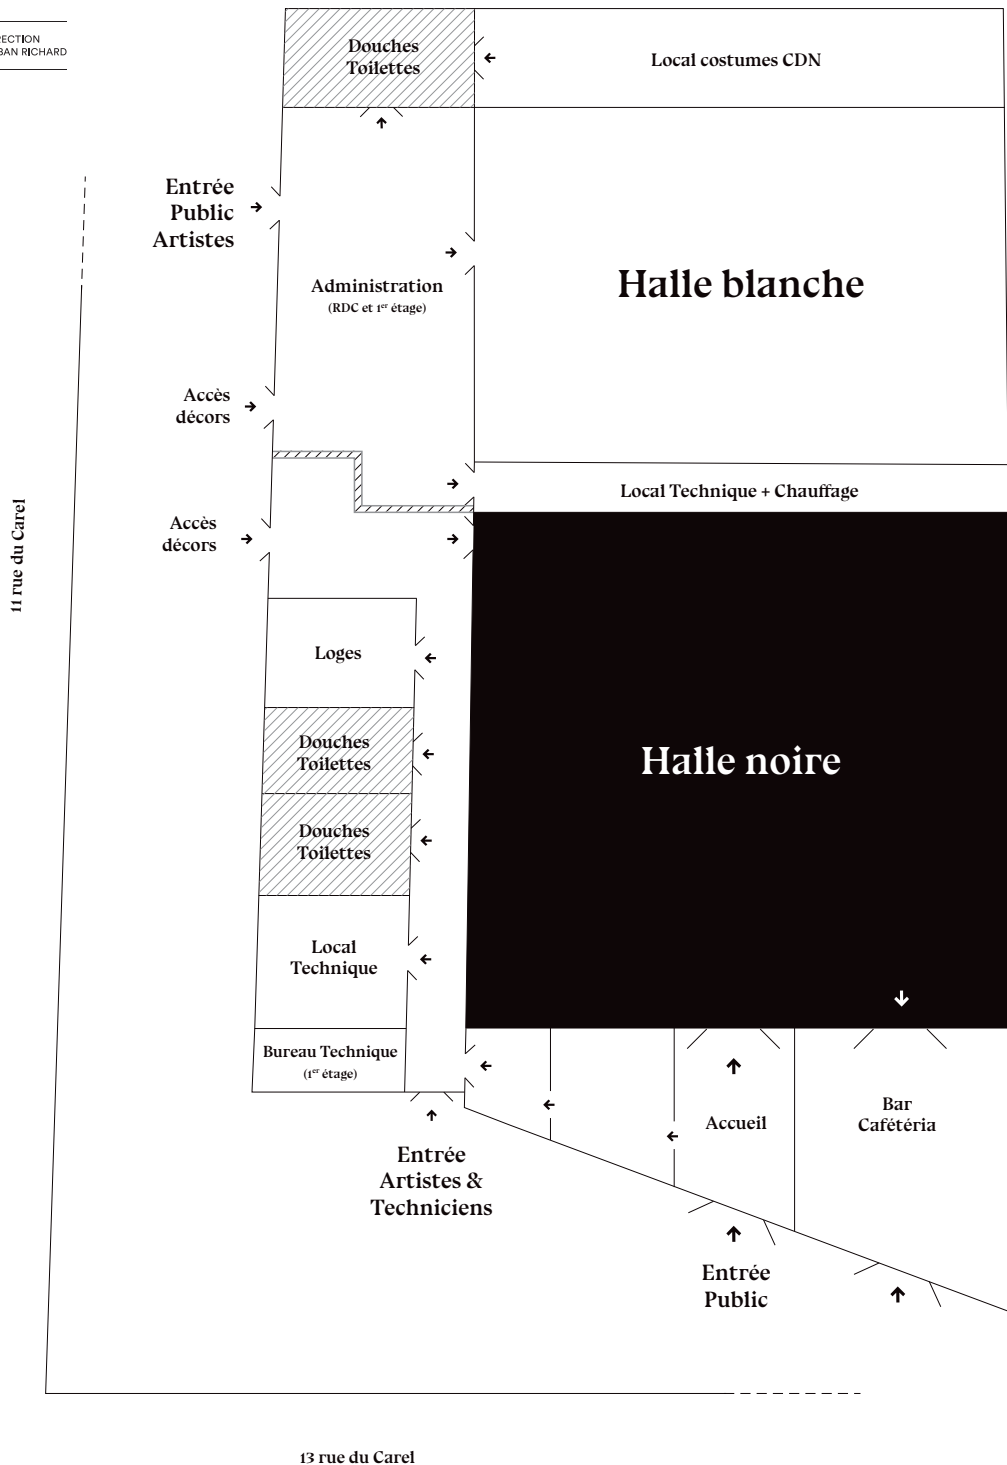 RECTION
BAN RICHARD
Douches
Toilettes
Local costumes CDN
Entrée
Public
Artistes
Administration
(RDC et 1er étage)
Halle blanche
Accès
décors
Local Technique + Chauffage
Accès
décors
11 rue du Carel
Loges
Douches
Toilettes
Halle noire
Douches
Toilettes
Local
Technique
Bureau Technique
(1er étage)
Accueil
Bar
Cafétéria
Entrée
Artistes &
Techniciens
Entrée
Public
13 rue du Carel